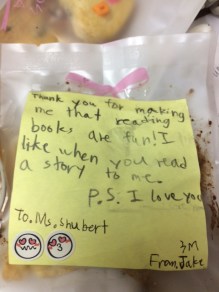 Thank you for making
me that reading
books are fun! I
like when you read
a story to me.
P.S. I love you
To. Ms. Shubert
3M
From. Jake